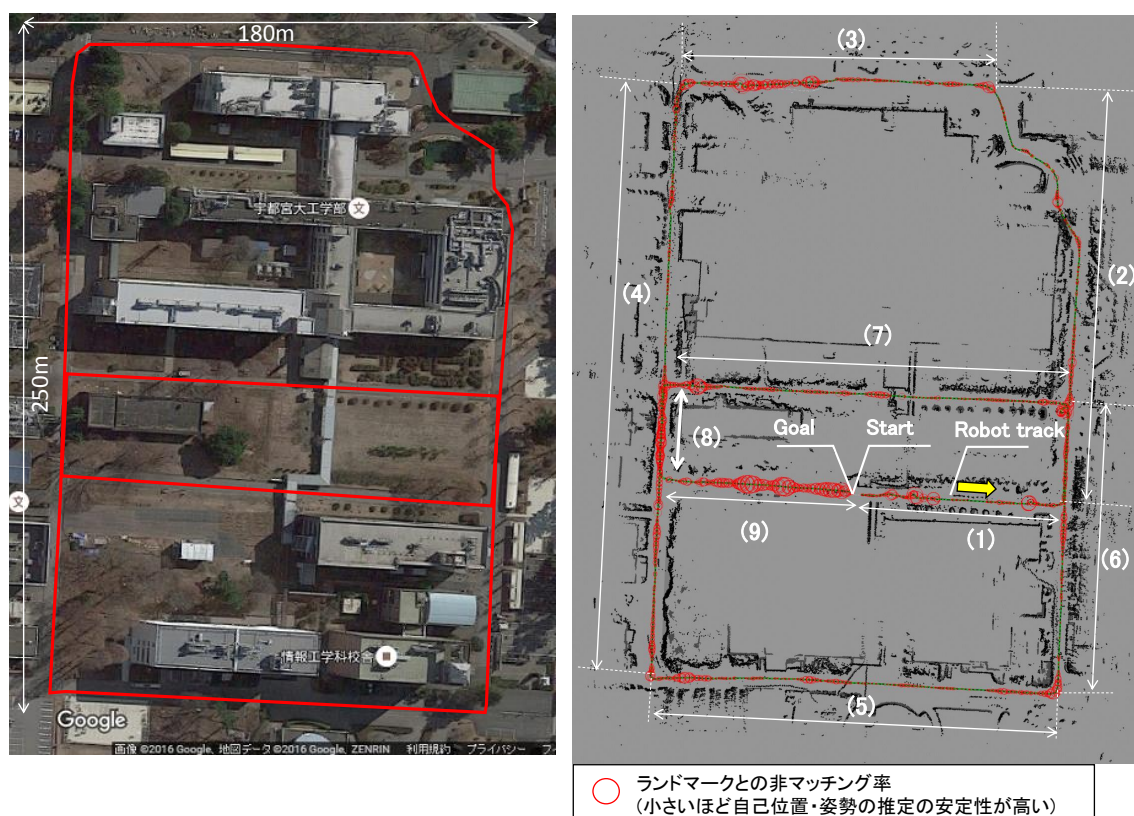 180m
250m
宇都宮大工学部
文
文
情報工学科校舎
Google
画像 ©2016 Google, 地図データ ©2016 Google, ZENRIN 利用規約 プライバシー
(3)
(2)
(4)
(7)
Goal Start Robot track
(8)
(9)
(1)
(6)
(5)
ランドマークとの非マッチング率
(小さいほど自己位置・姿勢の推定の安定性が高い)